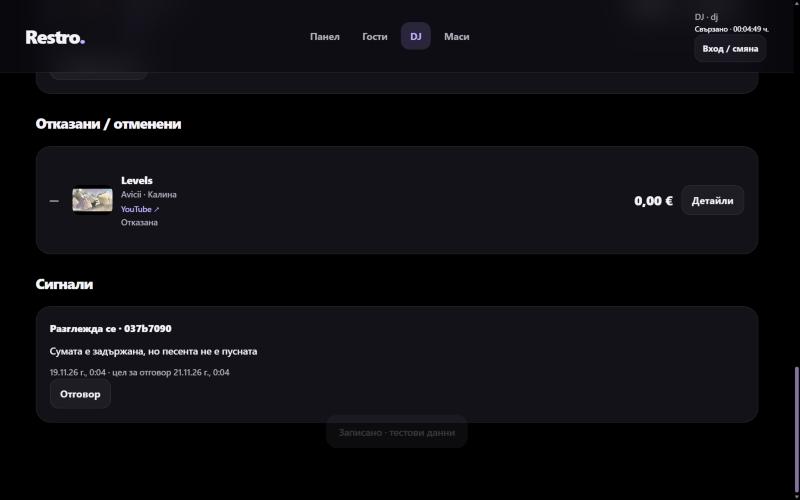 Restro.
Панел
Гости
DJ
Маси
DJ · dj
Свързано · 00:04:49 ч.
Вход / смяна
Отказани / отменени
—
Levels
Avicii · Калина
YouTube ↗
Отказана
0,00 €
Детайли
Сигнали
Разглежда се · 037b7090
Сумата е задържана, но песента не е пусната
19.11.26 г., 0:04 · цел за отговор 21.11.26 г., 0:04
Отговор
Записано · тестови данни